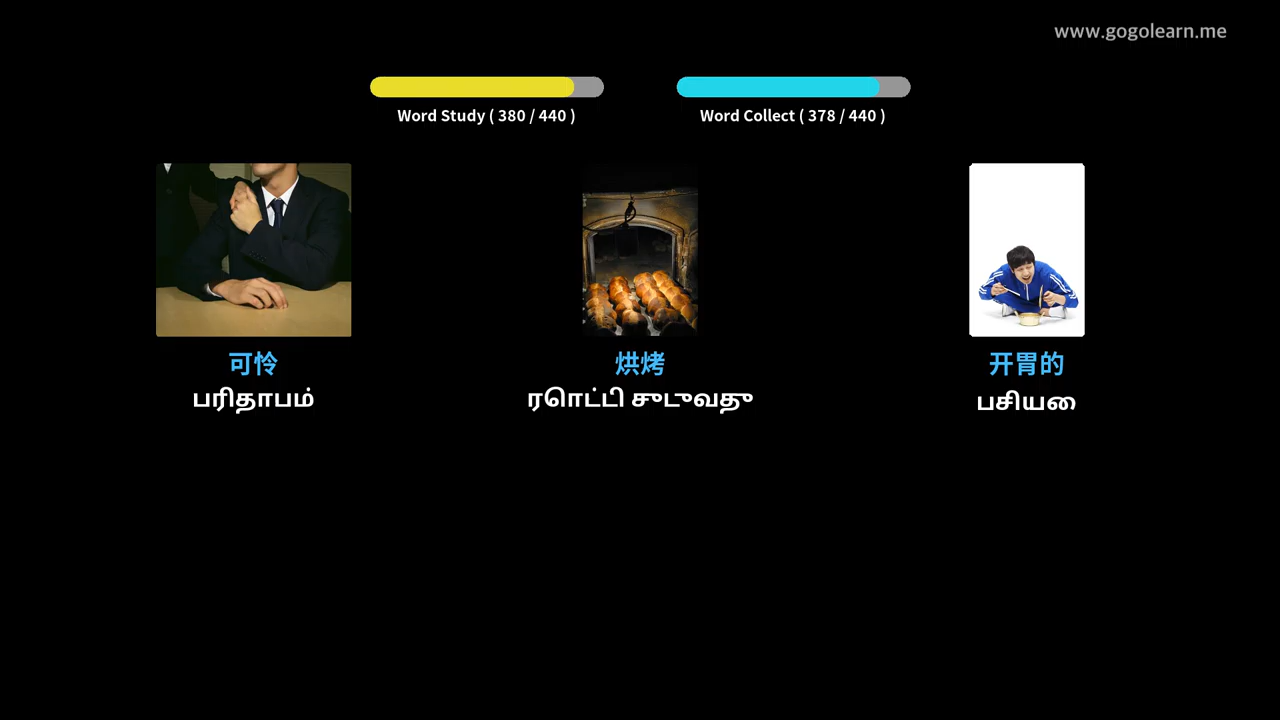 www.gogolearn.me
Word Study ( 380 / 440 )
Word Collect ( 378 / 440 )
可怜
烘烤
开胃的
பரிதாபம்
ரொட்டி சுடுவது
பசியை